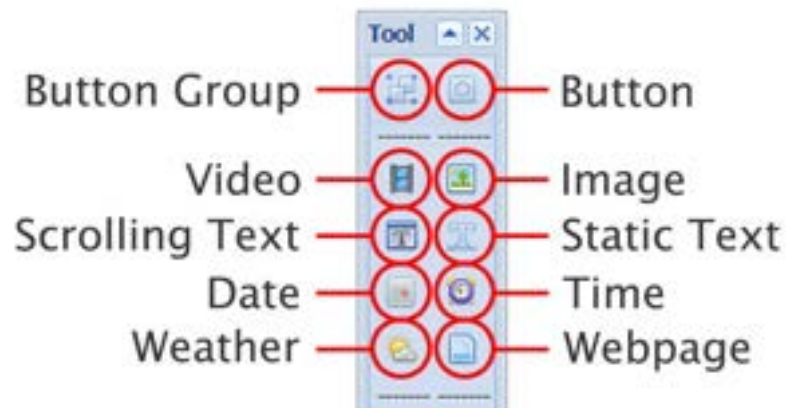 Tool
Button Group Button
Video Image
Scrolling Text Static Text
Date Time
Weather Webpage